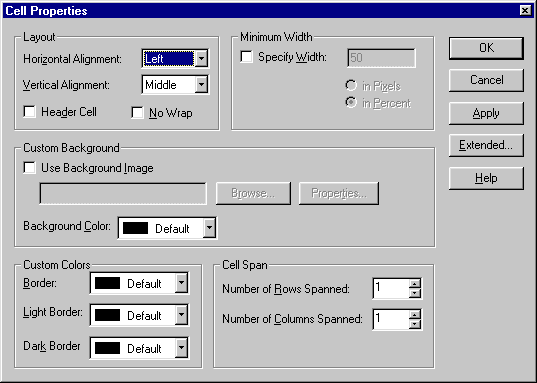 Cell Properties
Layout
Horizontal Alignment: Left
Vertical Alignment: Middle
Header Cell No Wrap
Minimum Width
Specify Width: 50
in Pixels
in Percent
OK
Cancel
Apply
Extended...
Help
Custom Background
Use Background Image
Browse... Properties...
Background Color: Default
Custom Colors
Border: Default
Light Border: Default
Dark Border Default
Cell Span
Number of Rows Spanned: 1
Number of Columns Spanned: 1